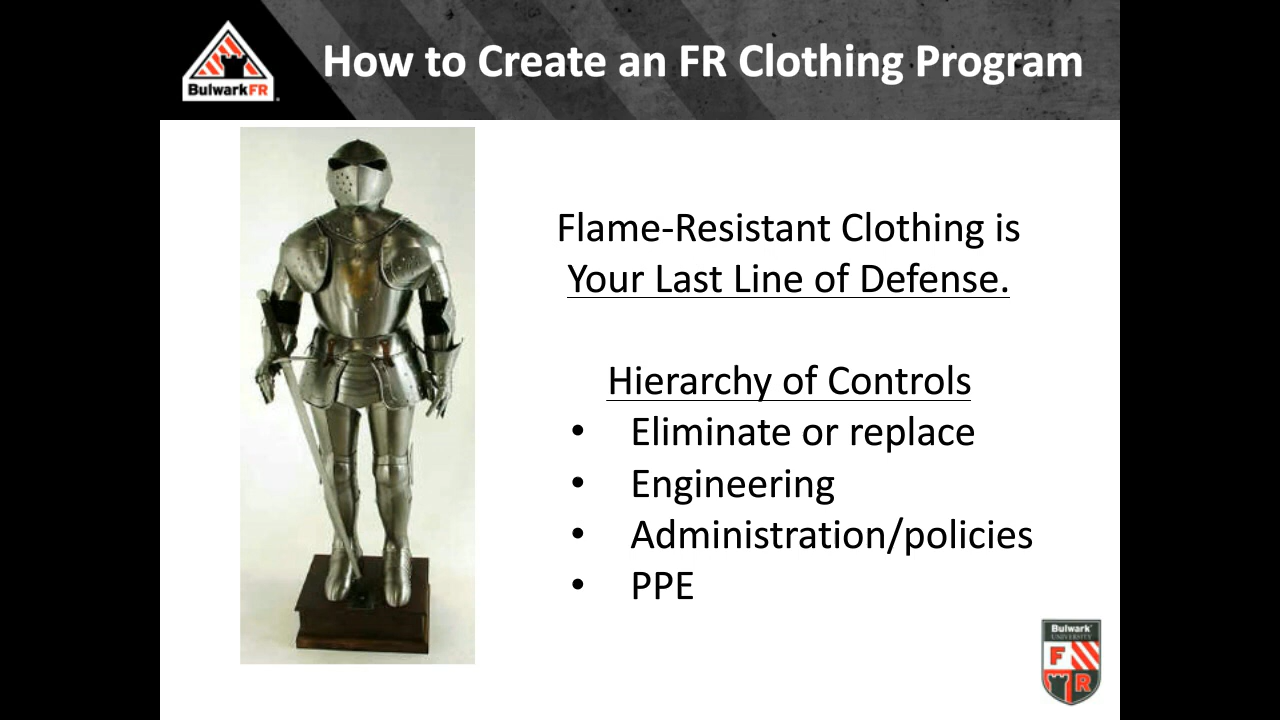 BulwarkFR
How to Create an FR Clothing Program
Flame-Resistant Clothing is
Your Last Line of Defense.
Hierarchy of Controls
• Eliminate or replace
• Engineering
• Administration/policies
• PPE
Bulwark
UNIVERSITY
F
R